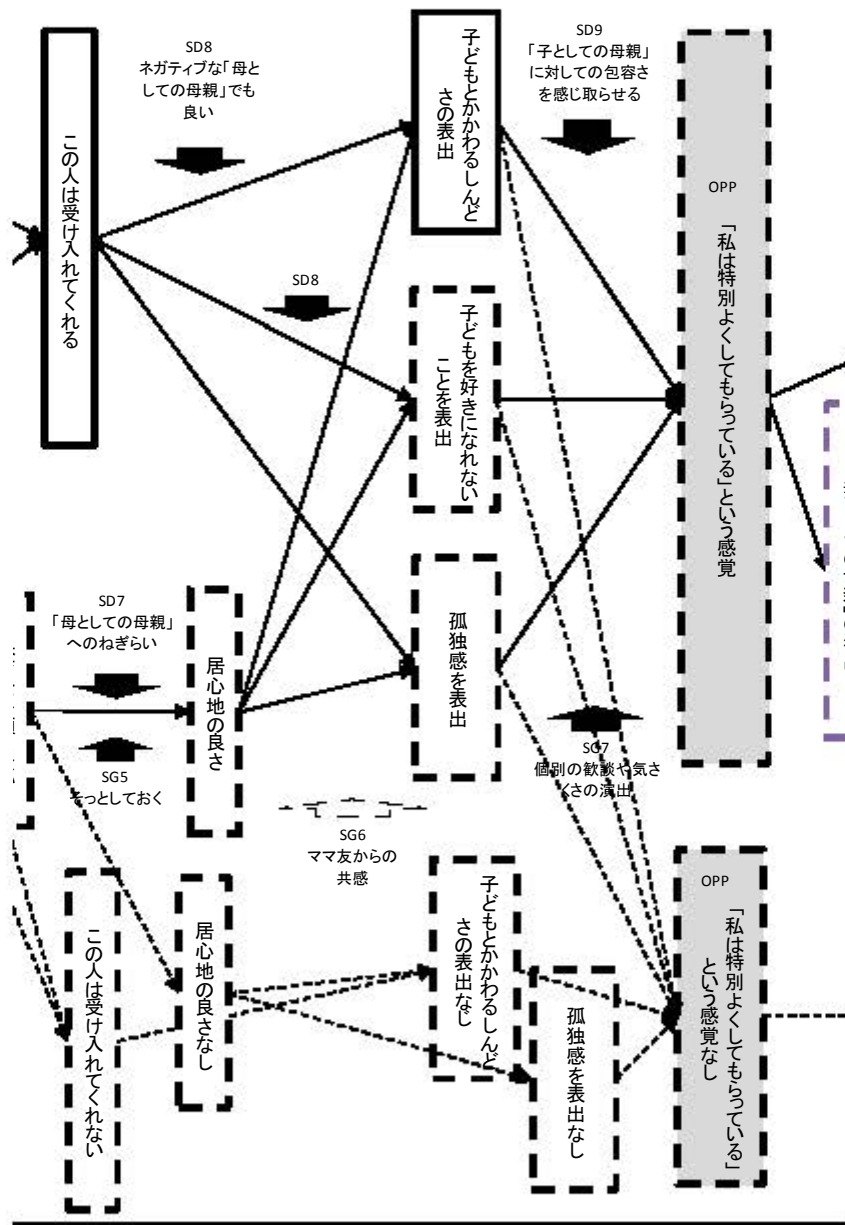 SD8
ネガティブな「母と
しての母親」でも
良い
SD9
「子としての母親」
に対しての包容さ
を感じ取らせる
この人は受け入れてくれる
子どもとかかわるしんど
さの表出
OPP
「私は特別よくしてもらっている」という感覚
SD8
子どもを好きになれない
ことを表出
SD7
「母としての母親」
へのねぎらい
居心地の良さ
孤独感を表出
SG5
そっとしておく
SG7
個別の歓談や気さ
くさの演出
SG6
ママ友からの
共感
この人は受け入れてくれない
居心地の良さなし
子どもとかかわるしんど
さの表出なし
孤独感を表出なし
OPP
「私は特別よくしてもらっている」
という感覚なし